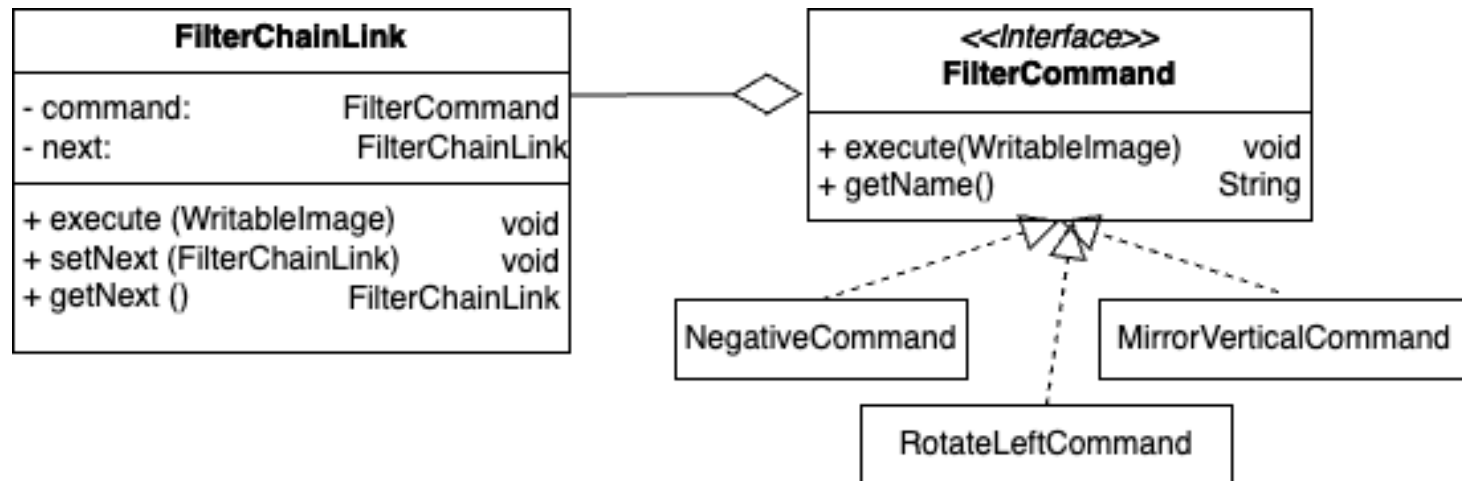 FilterChainLink
- command: FilterCommand
- next: FilterChainLink
+ execute (WritableImage) void
+ setNext (FilterChainLink) void
+ getNext () FilterChainLink
<<Interface>>
FilterCommand
+ execute(WritableImage) void
+ getName() String
NegativeCommand
MirrorVerticalCommand
RotateLeftCommand